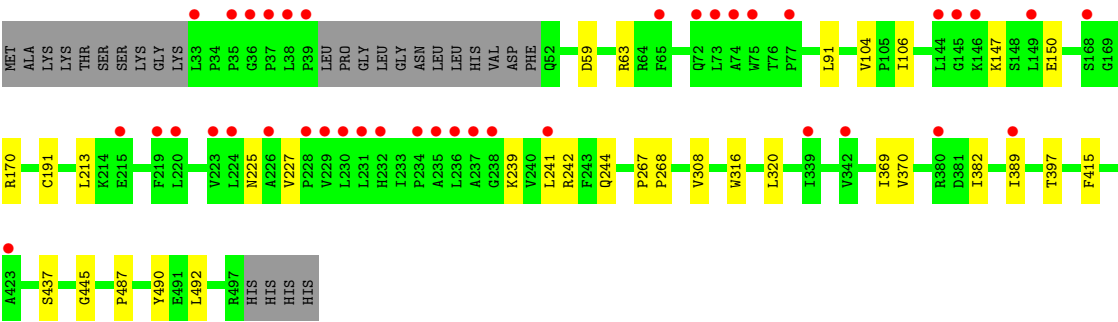 MET ALA LYS LYS THR SER SER LYS GLY LYS L33 P34 P35 G36 P37 L38 P39 LEU PRO GLY LEU GLY ASN LEU LEU HIS VAL ASP PHE Q52 D59 R63 R64 F65 Q72 L73 A74 W75 T76 P77 L91 V104 P105 I106 L144 G145 K146 K147 S148 L149 E150 S168 G169
R170 C191 L213 K214 E215 F219 L220 V223 L224 N225 A226 V227 P228 V229 L230 L231 H232 I233 P234 A235 L236 A237 G238 K239 V240 L241 R242 F243 Q244 P267 P268 V308 W316 L320 I339 V342 I369 V370 R380 D381 I382 I389 T397 F415
A423 S437 G445 P487 Y490 E491 L492 R497 HIS HIS HIS HIS